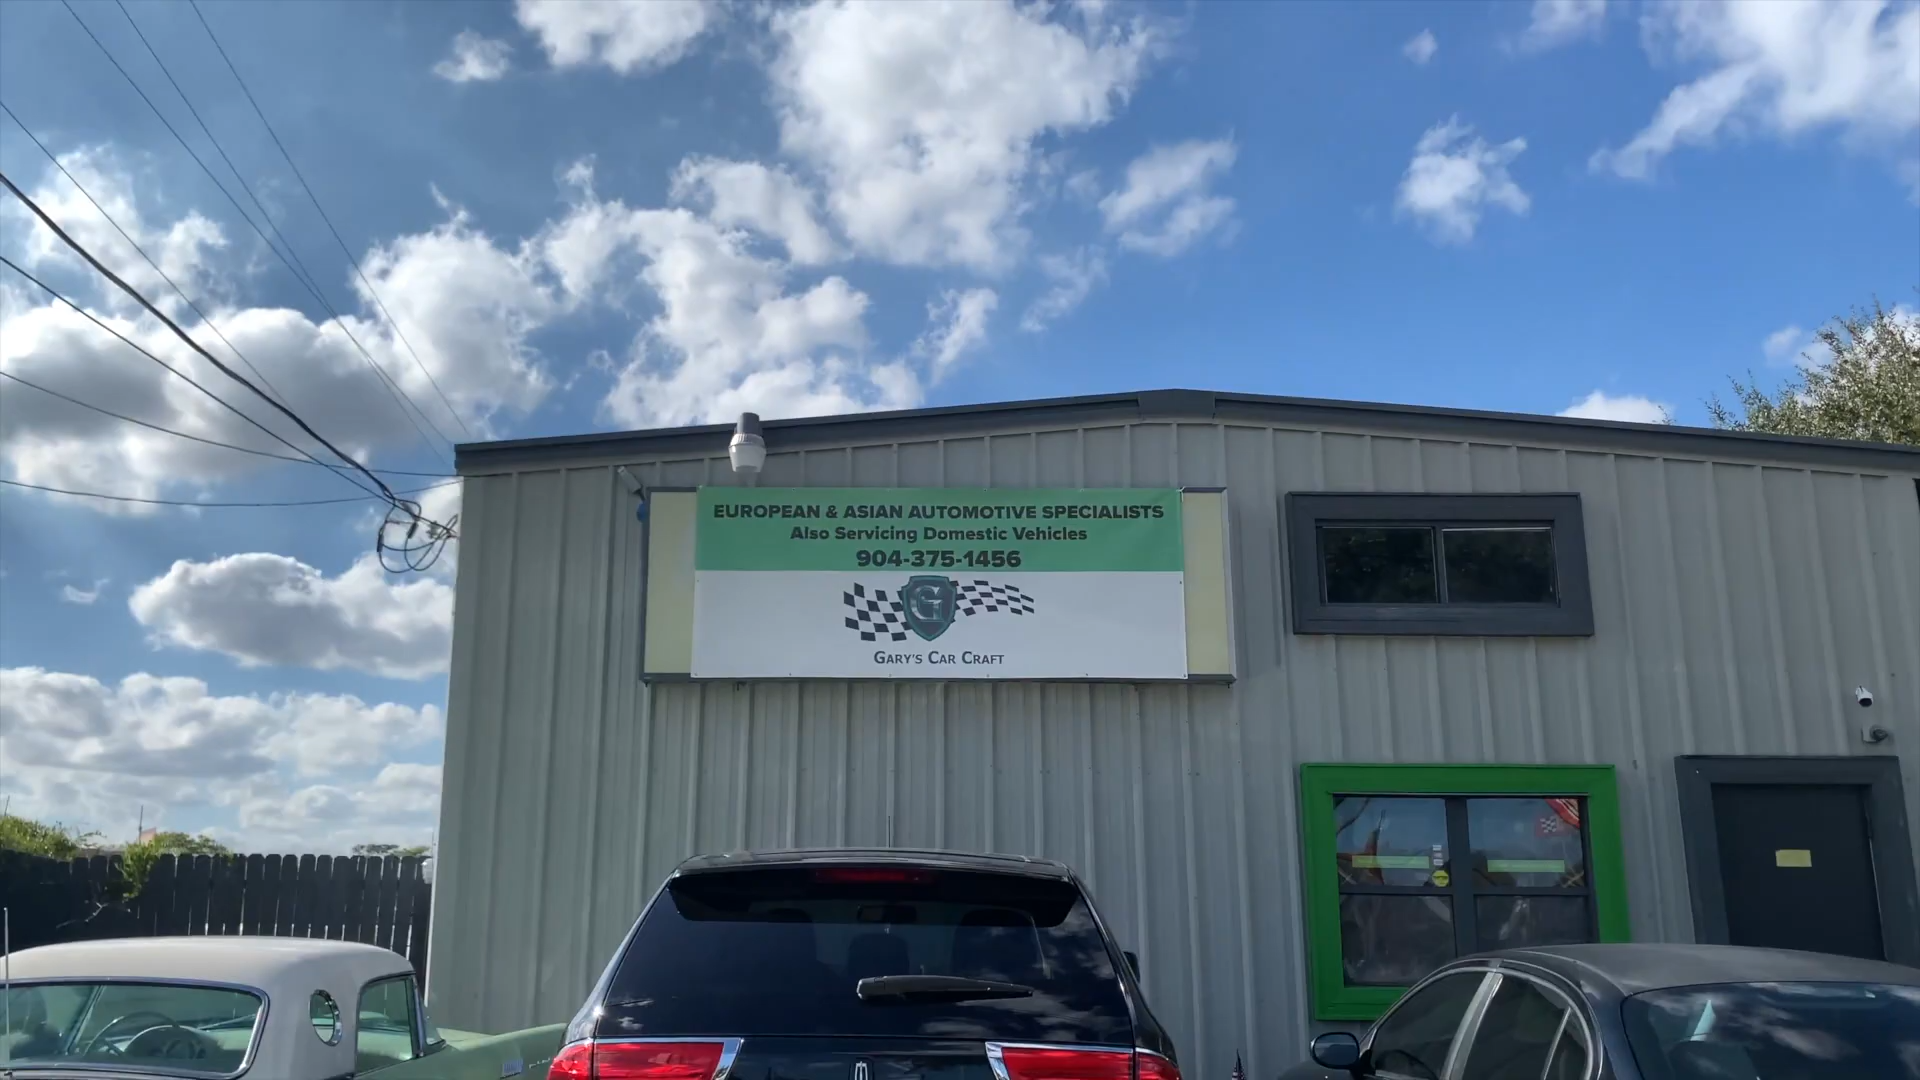 EUROPEAN & ASIAN AUTOMOTIVE SPECIALISTS
Also Servicing Domestic Vehicles
904-375-1456
G
GARY'S CAR CRAFT